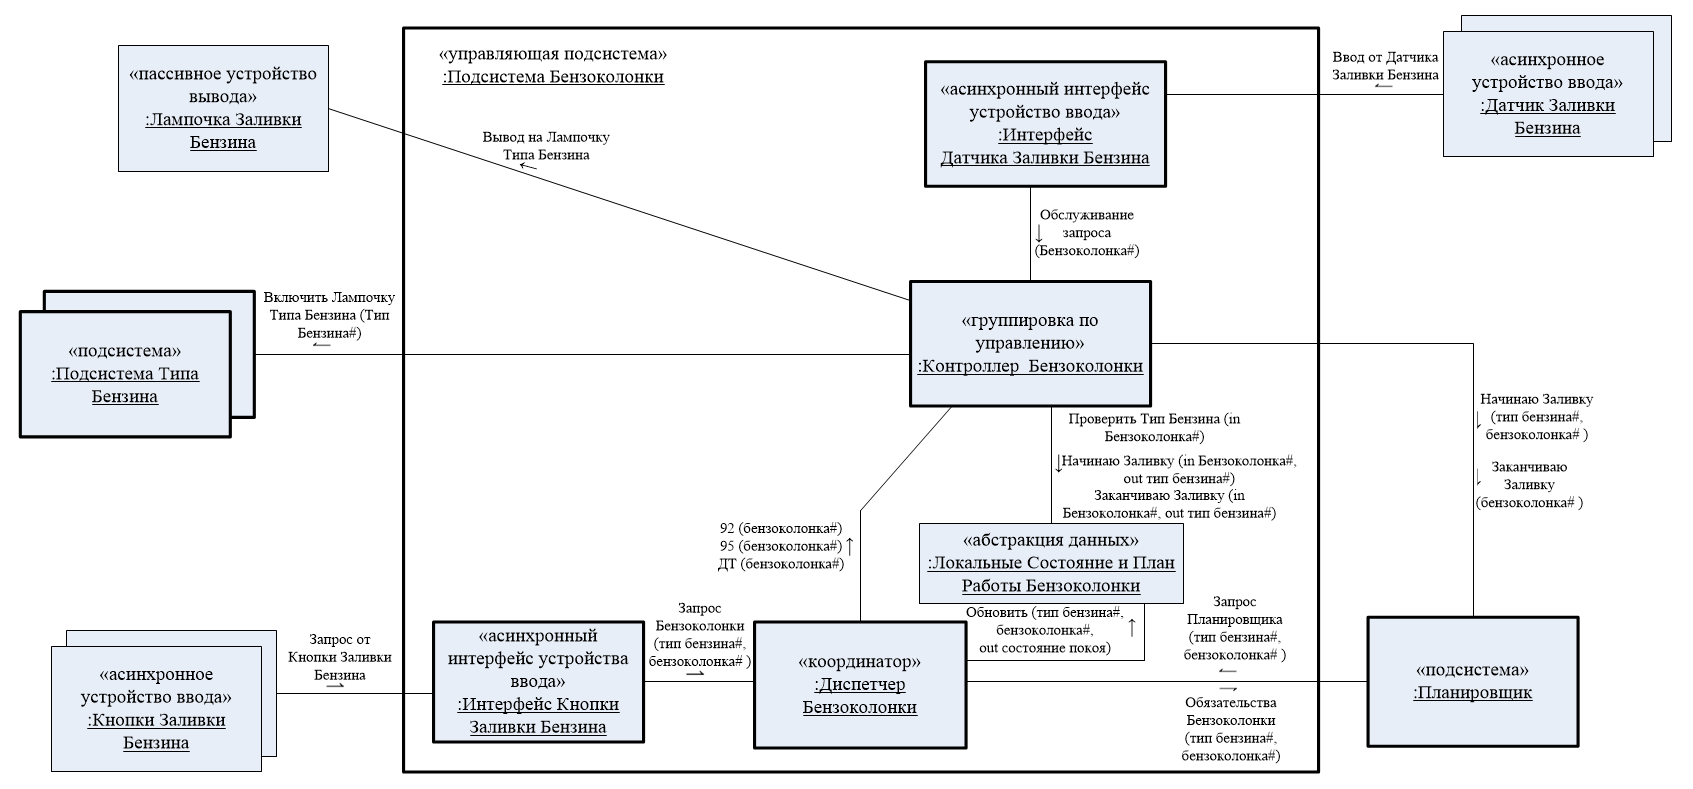 «управляющая подсистема»
:Подсистема Бензоколонки
«пассивное устройство
вывода»
:Лампочка Заливки
Бензина
Вывод на Лампочку
Типа Бензина
«асинхронный интерфейс
устройство ввода»
:Интерфейс
Датчика Заливки Бензина
Ввод от Датчика
Заливки Бензина
«асинхронное
устройство ввода»
:Датчик Заливки
Бензина
Обслуживание
запроса
(Бензоколонка#)
Включить Лампочку
Типа Бензина (Тип
Бензина#)
«подсистема»
:Подсистема Типа
Бензина
«группировка по
управлению»
:Контроллер Бензоколонки
Начинаю Заливку
(тип бензина#,
бензоколонка# )
Заканчиваю
Заливку
(бензоколонка# )
Проверить Тип Бензина (in
Бензоколонка#)
Начинаю Заливку (in Бензоколонка#,
out тип бензина#)
Заканчиваю Заливку (in
Бензоколонка#, out тип бензина#)
92 (бензоколонка#)
95 (бензоколонка#)
ДТ (бензоколонка#)
«абстракция данных»
:Локальные Состояние и План
Работы Бензоколонки
Обновить (тип бензина#,
бензоколонка#,
out состояние покоя)
Запрос
Планировщика
(тип бензина#,
бензоколонка# )
Запрос от
Кнопки Заливки
Бензина
«асинхронное
устройство ввода»
:Кнопки Заливки
Бензина
«асинхронный
интерфейс устройства
ввода»
:Интерфейс Кнопки
Заливки Бензина
Запрос
Бензоколонки
(тип бензина#,
бензоколонка# )
«координатор»
:Диспетчер
Бензоколонки
Обязательства
Бензоколонки
(тип бензина#,
бензоколонка#)
«подсистема»
:Планировщик